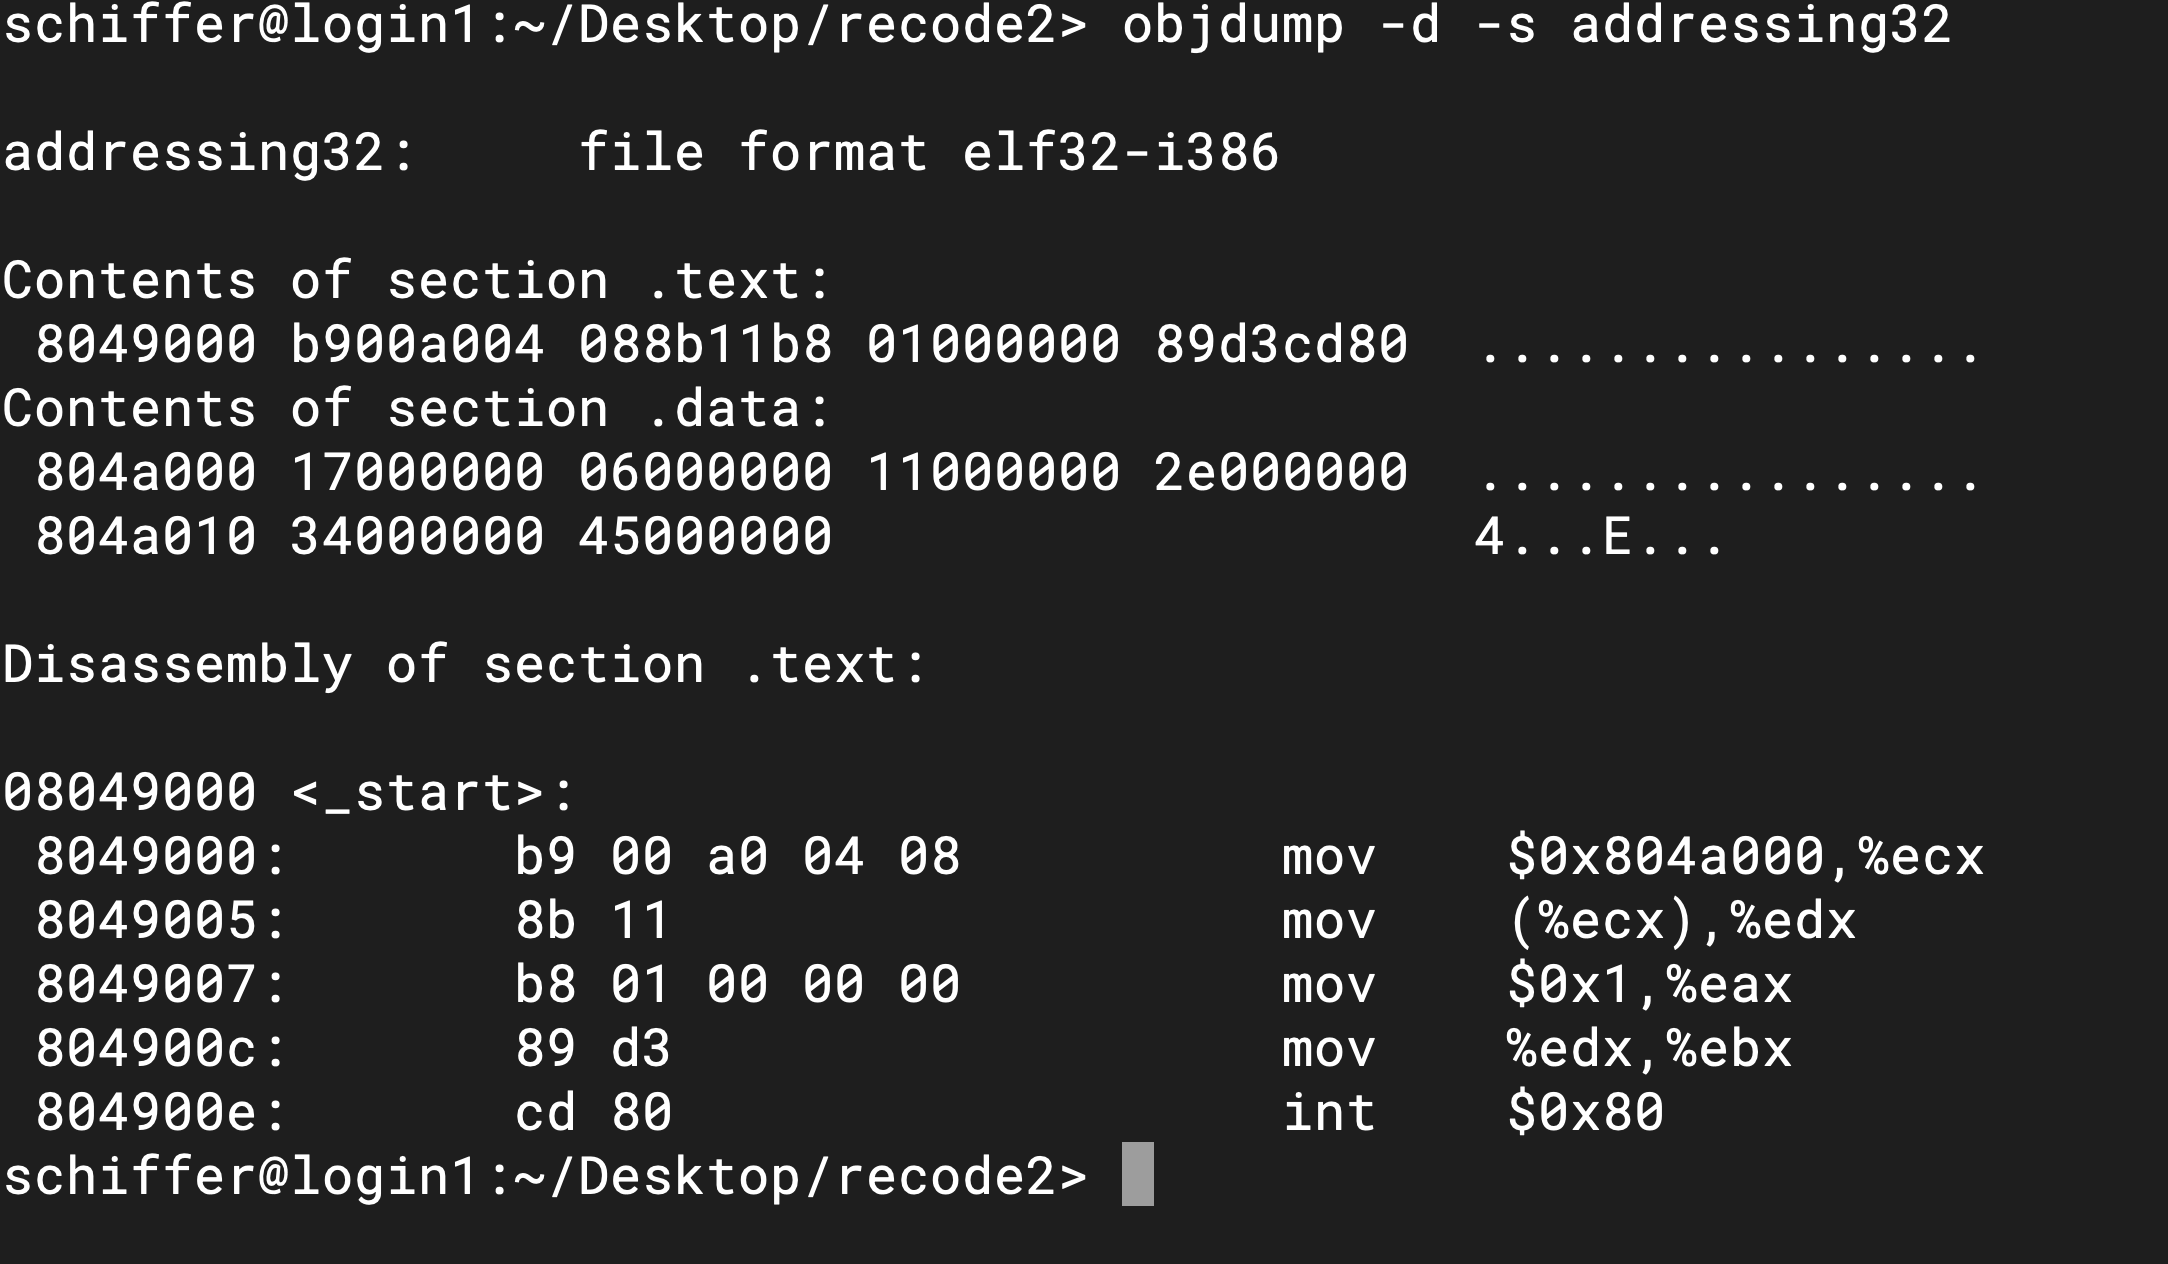 schiffer@login1:~/Desktop/recode2> objdump -d -s addressing32
addressing32:     file format elf32-i386
Contents of section .text:
 8049000 b900a004 088b11b8 01000000 89d3cd80  ................
Contents of section .data:
 804a000 17000000 06000000 11000000 2e000000  ................
 804a010 34000000 45000000                    4...E...
Disassembly of section .text:
08049000 <_start>:
 8049000:       b9 00 a0 04 08          mov    $0x804a000,%ecx
 8049005:       8b 11                   mov    (%ecx),%edx
 8049007:       b8 01 00 00 00          mov    $0x1,%eax
 804900c:       89 d3                   mov    %edx,%ebx
 804900e:       cd 80                   int    $0x80
schiffer@login1:~/Desktop/recode2>